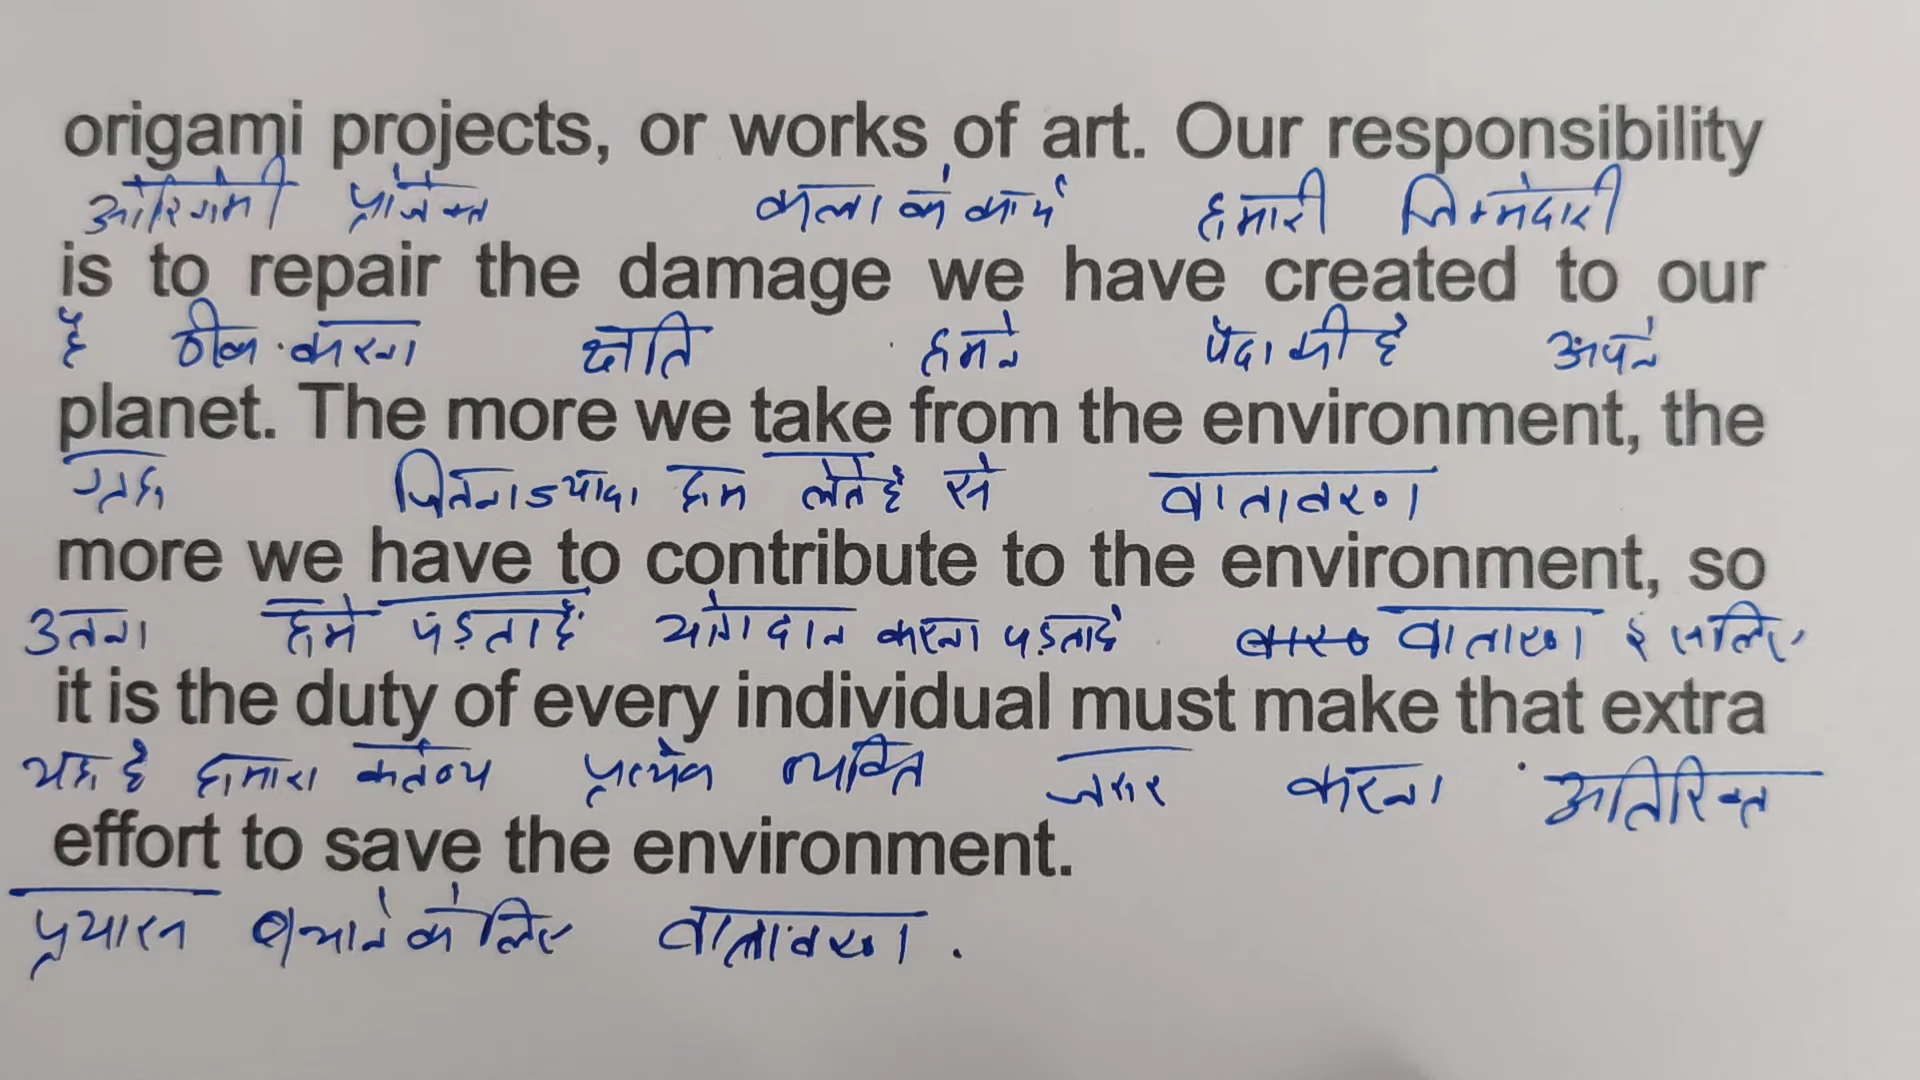 origami projects, or works of art. Our responsibility
ओरिगामी प्रोजेक्ट कला के कार्य हमारी जिम्मेदारी
is to repair the damage we have created to our
है ठीक करना क्षति हमने पैदा की है अपने
planet. The more we take from the environment, the
ग्रह जितना ज्यादा हम लेते है से वातावरण
more we have to contribute to the environment, so
उतना हमे पड़ता है योगदान करना पड़ता है इसलिए
it is the duty of every individual must make that extra
यह है हामारा कर्तव्य प्रत्येक व्यक्ति जरुर करना अतिरिक्त
effort to save the environment.
प्रयास बचाने के लिए वातावरण.